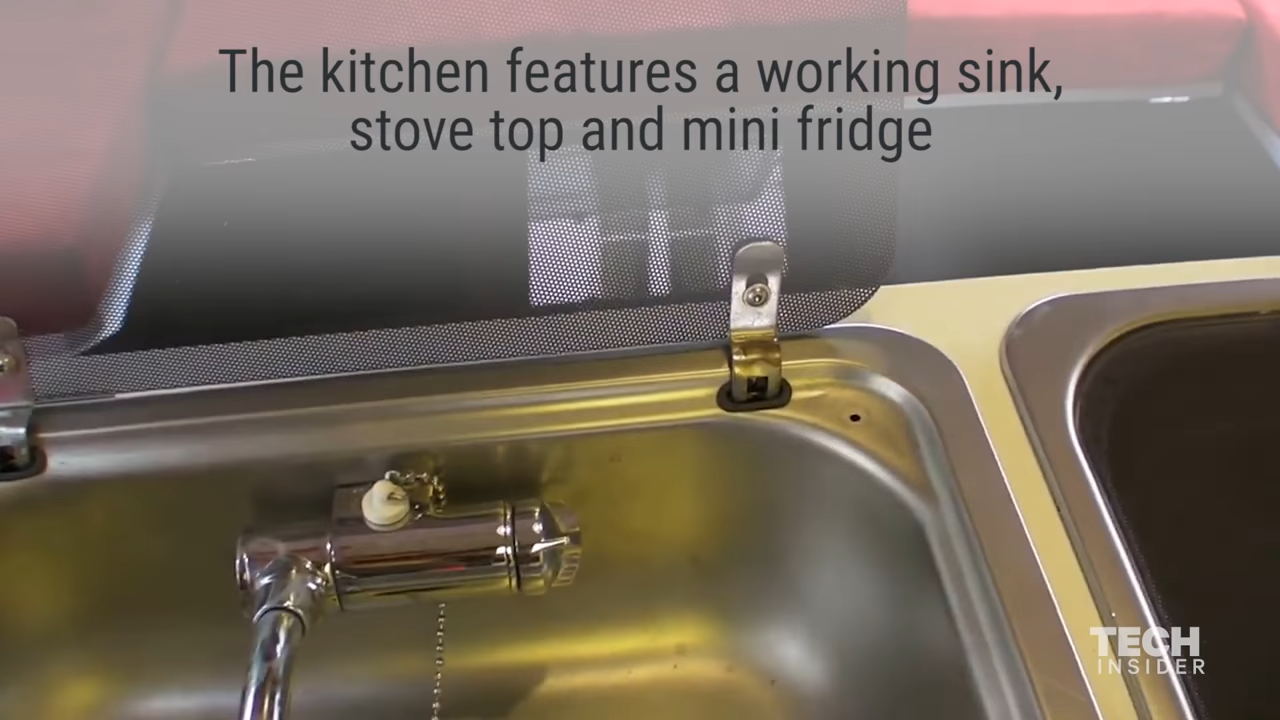 The kitchen features a working sink,
stove top and mini fridge
TECH
INSIDER